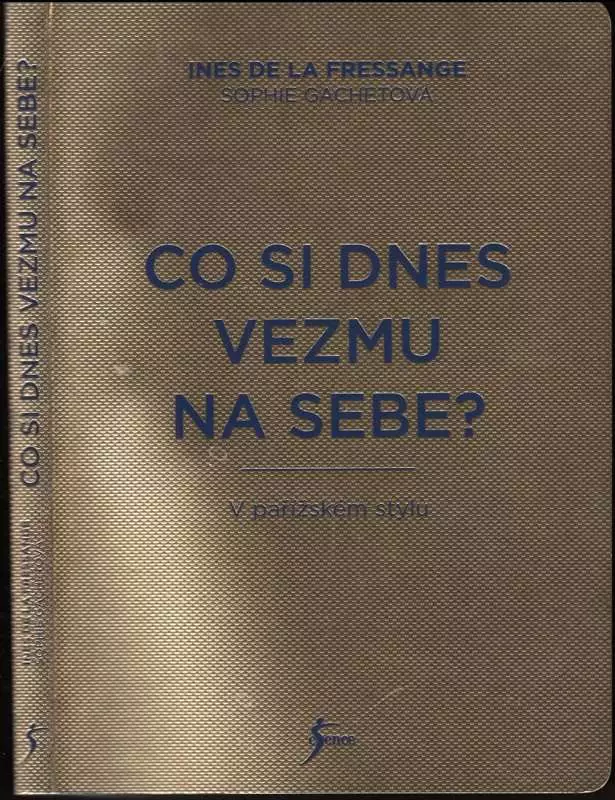 INES DE LA FRESSANGE
SOPHIE GACHETOVÁ
CO SI DNES
VEZMU
NA SEBE?
V pařížském stylu
esence
CO SI DNES VEZMU NA SEBE?